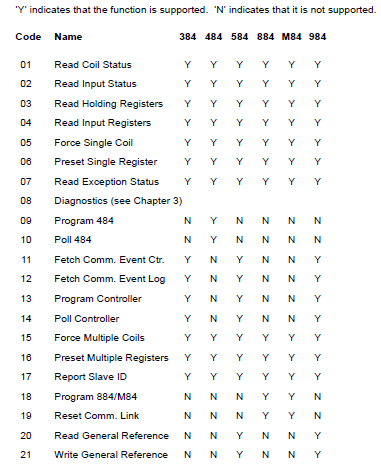 'Y' indicates that the function is supported. 'N' indicates that it is not supported.
Code Name 384 484 584 884 M84 984
01 Read Coil Status Y Y Y Y Y Y
02 Read Input Status Y Y Y Y Y Y
03 Read Holding Registers Y Y Y Y Y Y
04 Read Input Registers Y Y Y Y Y Y
05 Force Single Coil Y Y Y Y Y Y
06 Preset Single Register Y Y Y Y Y Y
07 Read Exception Status Y Y Y Y Y Y
08 Diagnostics (see Chapter 3)
09 Program 484 N Y N N N N
10 Poll 484 N Y N N N N
11 Fetch Comm. Event Ctr. Y N Y N N Y
12 Fetch Comm. Event Log Y N Y N N Y
13 Program Controller Y N Y N N Y
14 Poll Controller Y N Y N N Y
15 Force Multiple Coils Y Y Y Y Y Y
16 Preset Multiple Registers Y Y Y Y Y Y
17 Report Slave ID Y Y Y Y Y Y
18 Program 884/M84 N N N Y Y N
19 Reset Comm. Link N N N Y Y N
20 Read General Reference N N Y N N Y
21 Write General Reference N N Y N N Y